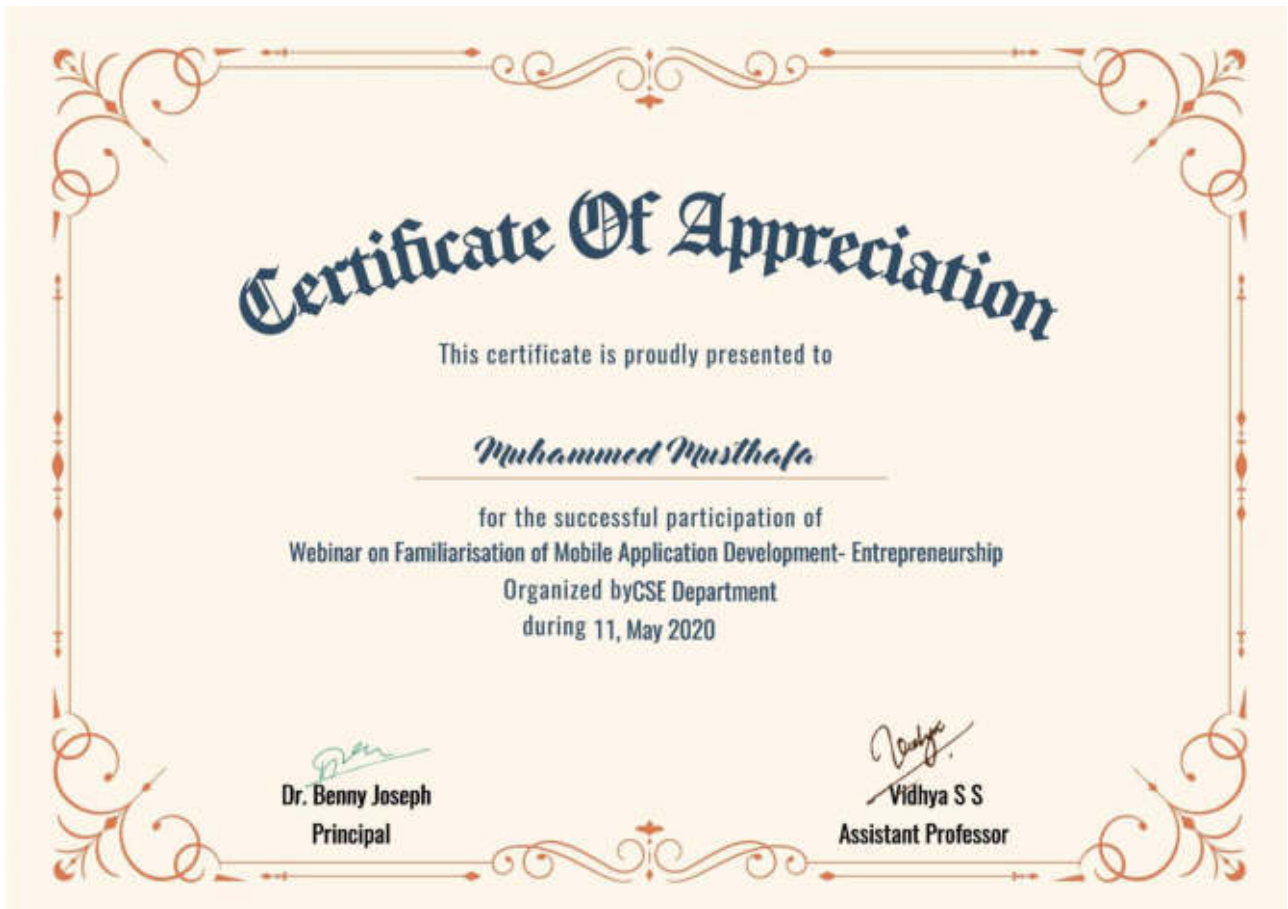 Certificate Of Appreciation
This certificate is proudly presented to
Muhammed Musthafa
for the successful participation of
Webinar on Familiarisation of Mobile Application Development- Entrepreneurship
Organized byCSE Department
during 11, May 2020
Dr. Benny Joseph
Principal
Vidhya S S
Assistant Professor